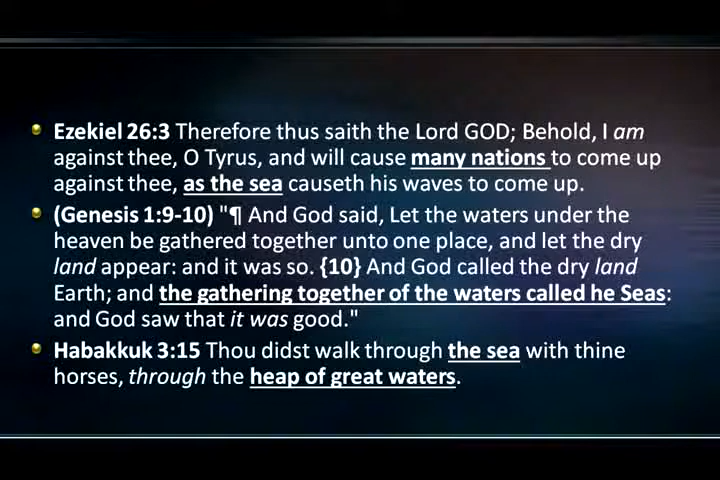 Ezekiel 26:3 Therefore thus saith the Lord GOD; Behold, I am
against thee, O Tyrus, and will cause many nations to come up
against thee, as the sea causeth his waves to come up.
(Genesis 1:9-10) "¶ And God said, Let the waters under the
heaven be gathered together unto one place, and let the dry
land appear: and it was so. {10} And God called the dry land
Earth; and the gathering together of the waters called he Seas:
and God saw that it was good."
Habakkuk 3:15 Thou didst walk through the sea with thine
horses, through the heap of great waters.